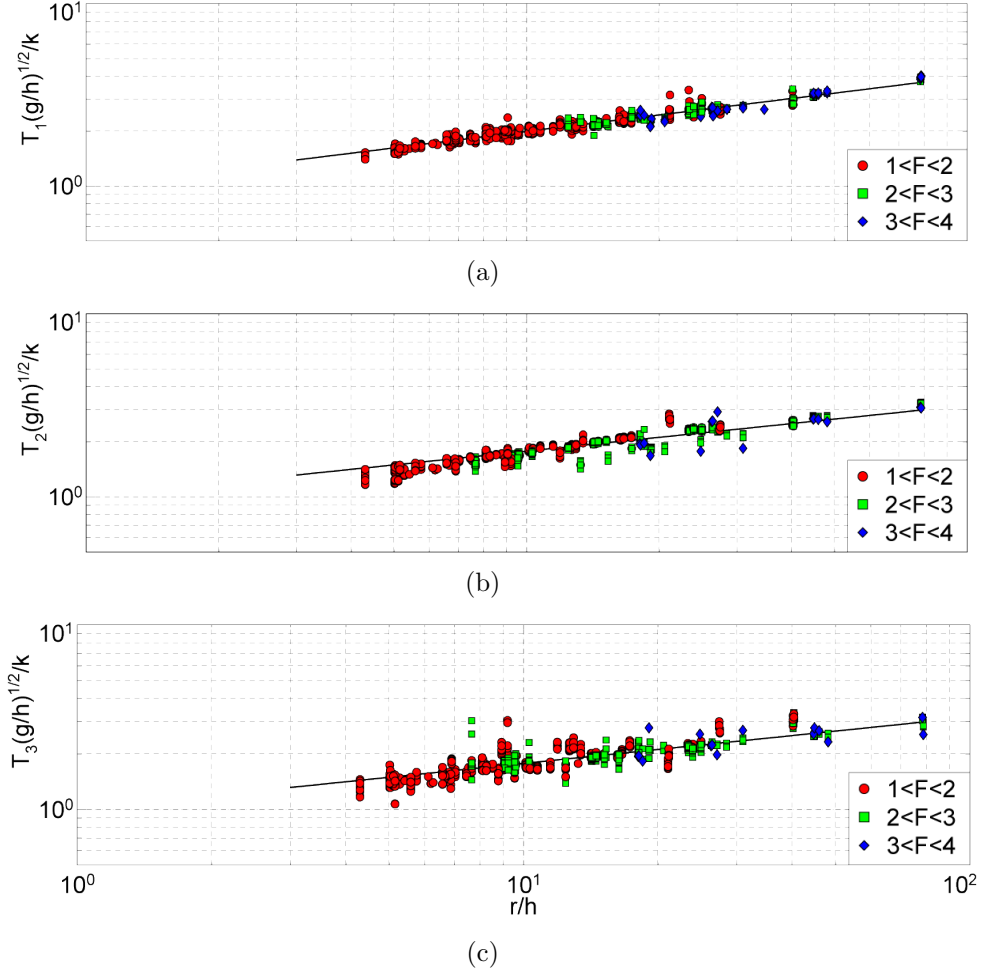 10¹
T₁(g/h)^{1/2}/k
10⁰
1<F<2
2<F<3
3<F<4
(a)
10¹
T₂(g/h)^{1/2}/k
10⁰
1<F<2
2<F<3
3<F<4
(b)
10¹
T₃(g/h)^{1/2}/k
10⁰
1<F<2
2<F<3
3<F<4
10⁰ 10¹ 10²
r/h
(c)